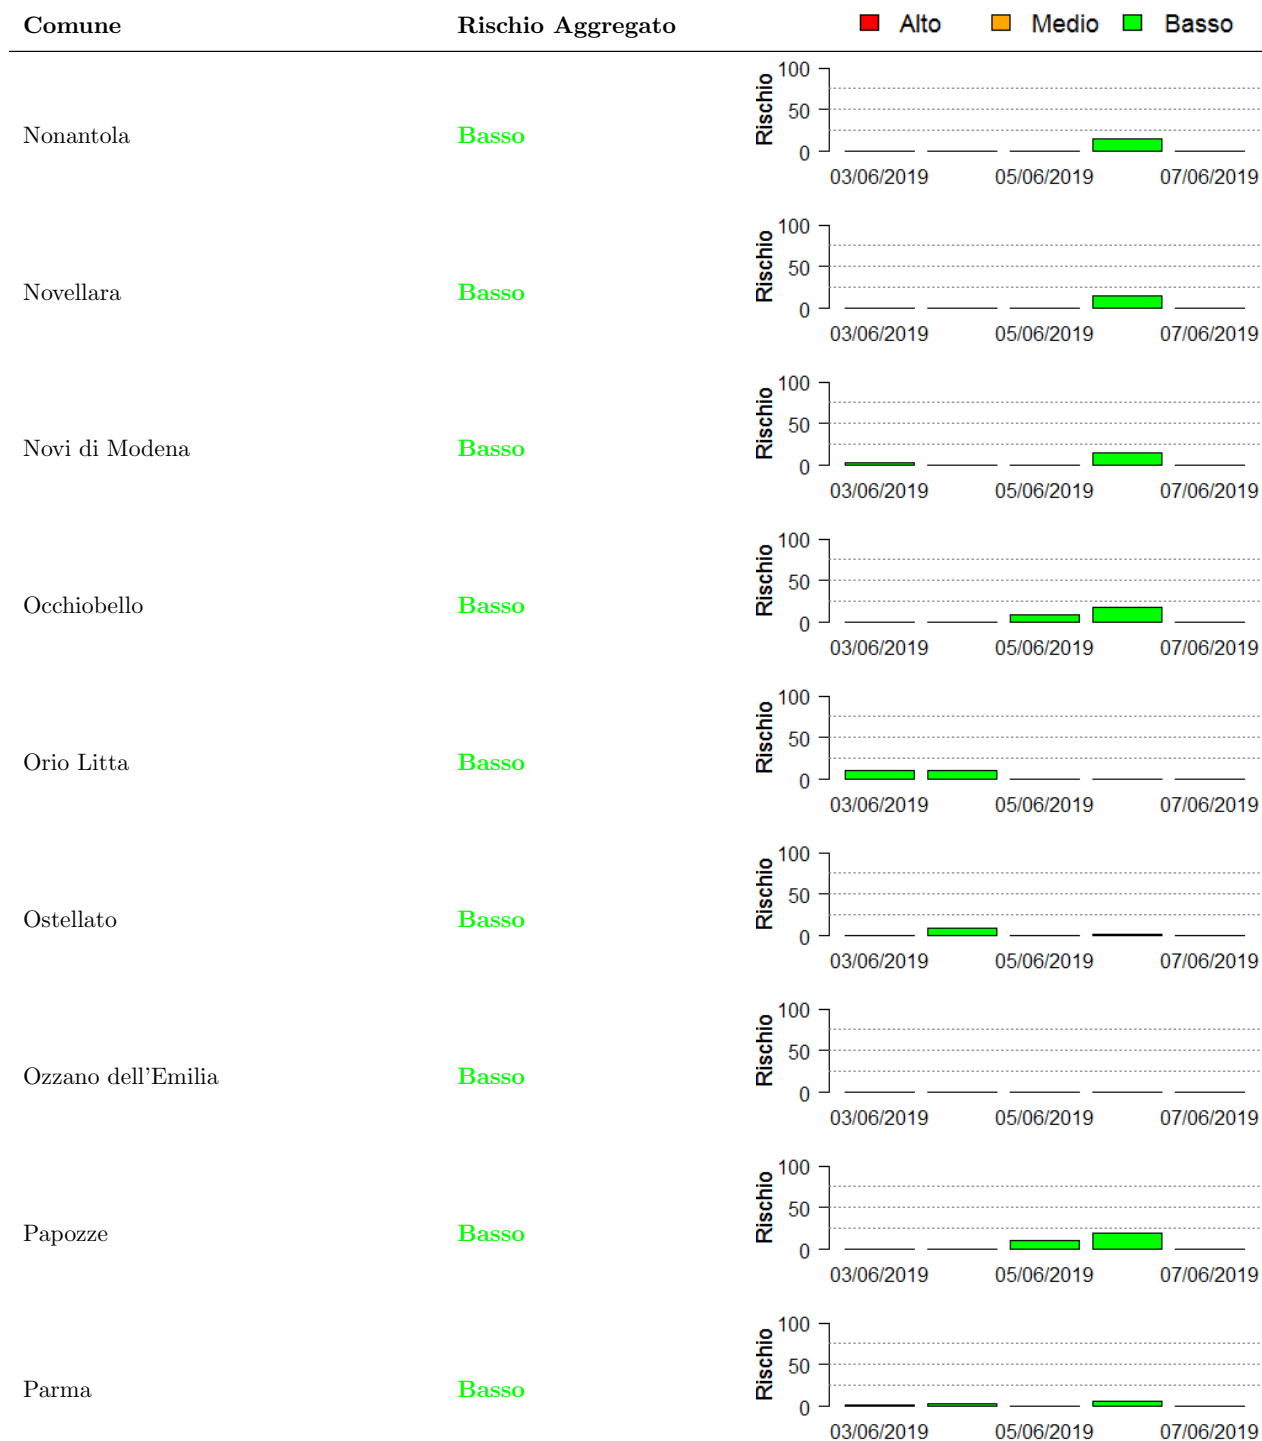 Comune Rischio Aggregato Alto Medio Basso
Nonantola Basso
Rischio
100
50
0
03/06/2019 05/06/2019 07/06/2019
Novellara Basso
Rischio
100
50
0
03/06/2019 05/06/2019 07/06/2019
Novi di Modena Basso
Rischio
100
50
0
03/06/2019 05/06/2019 07/06/2019
Occhiobello Basso
Rischio
100
50
0
03/06/2019 05/06/2019 07/06/2019
Orio Litta Basso
Rischio
100
50
0
03/06/2019 05/06/2019 07/06/2019
Ostellato Basso
Rischio
100
50
0
03/06/2019 05/06/2019 07/06/2019
Ozzano dell'Emilia Basso
Rischio
100
50
0
03/06/2019 05/06/2019 07/06/2019
Papozze Basso
Rischio
100
50
0
03/06/2019 05/06/2019 07/06/2019
Parma Basso
Rischio
100
50
0
03/06/2019 05/06/2019 07/06/2019